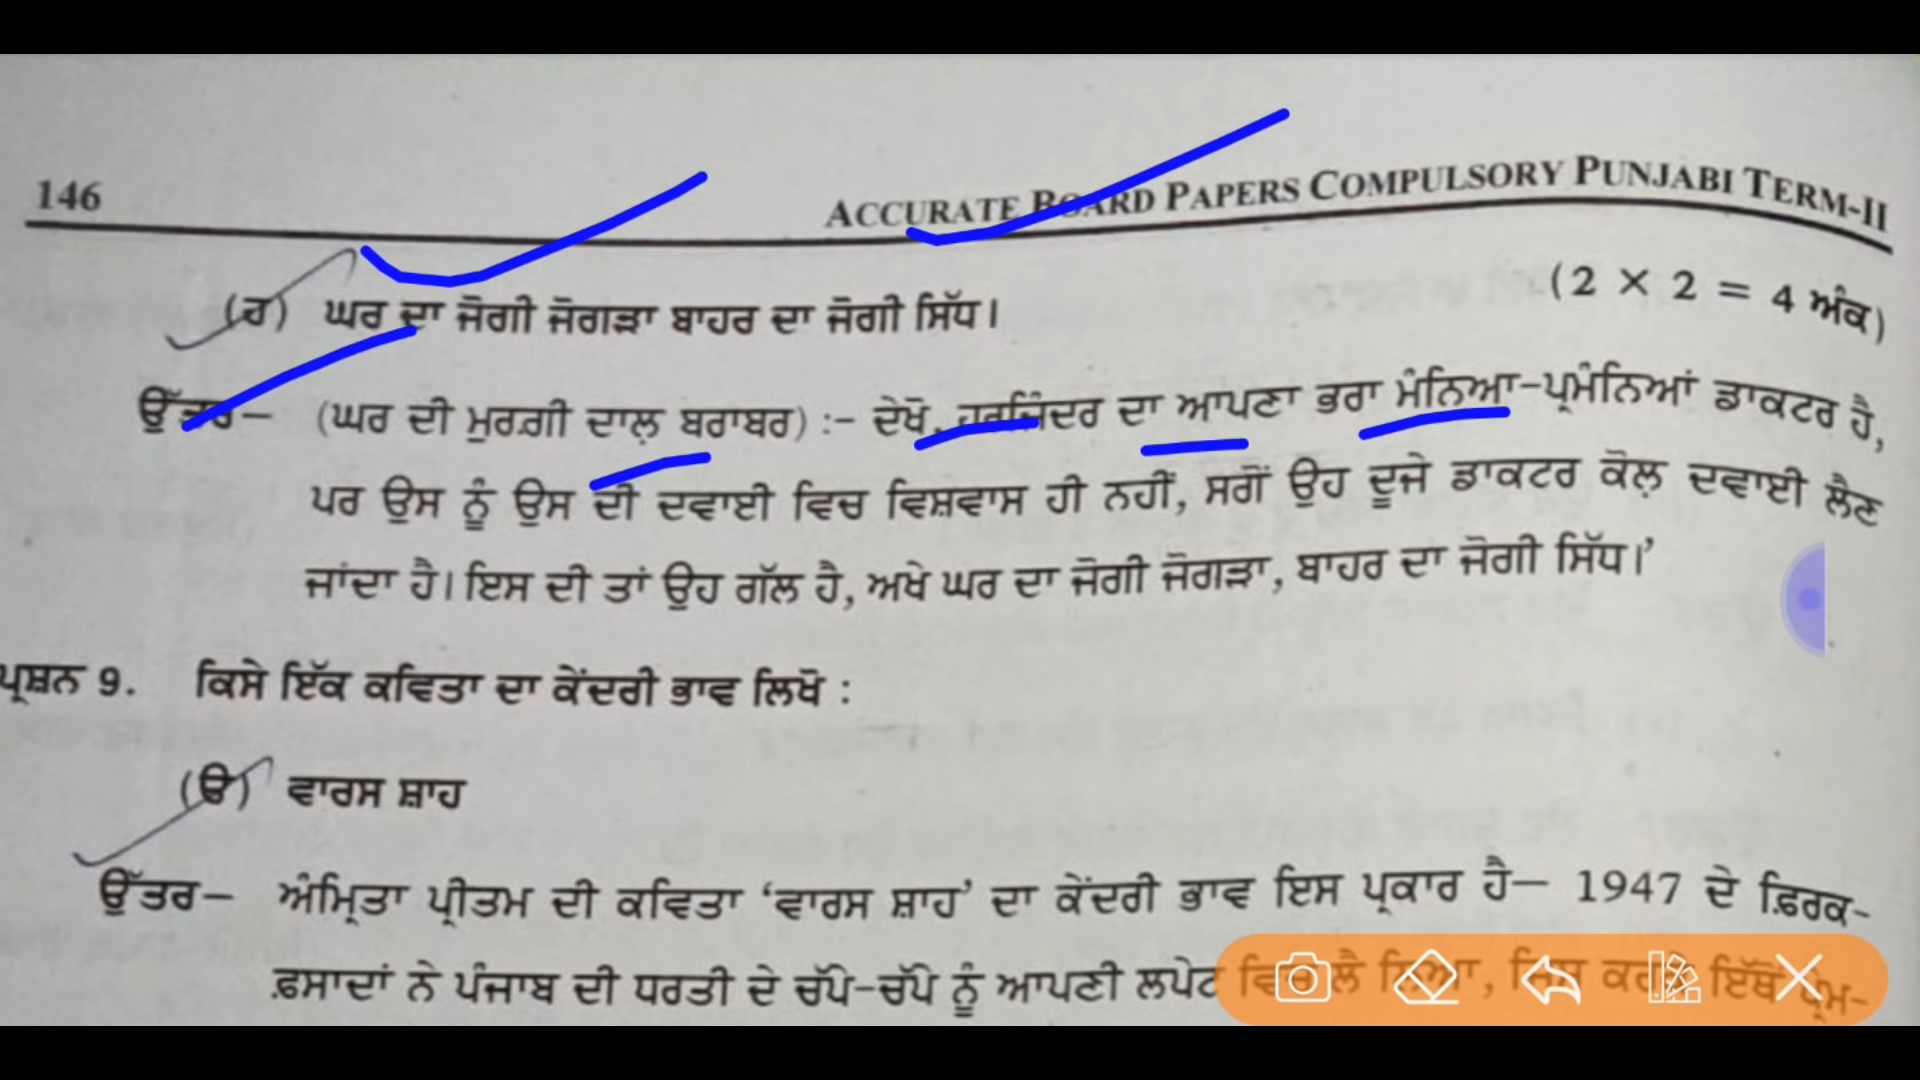 146
ACCURATE BOARD PAPERS COMPULSORY PUNJABI TERM-II
(2 × 2 = 4 ਅੰਕ)
(ਹ) ਘਰ ਦਾ ਜੋਗੀ ਜੋਗੜਾ ਬਾਹਰ ਦਾ ਜੋਗੀ ਸਿੱਧ।
ਉੱਤਰ— (ਘਰ ਦੀ ਮੁਰਗ਼ੀ ਦਾਲ਼ ਬਰਾਬਰ) :– ਦੇਖੋ, ਹਰਜਿੰਦਰ ਦਾ ਆਪਣਾ ਭਰਾ ਮੰਨਿਆ-ਪ੍ਰਮੰਨਿਆਂ ਡਾਕਟਰ ਹੈ,
ਪਰ ਉਸ ਨੂੰ ਉਸ ਦੀ ਦਵਾਈ ਵਿਚ ਵਿਸ਼ਵਾਸ ਹੀ ਨਹੀਂ, ਸਗੋਂ ਉਹ ਦੂਜੇ ਡਾਕਟਰ ਕੋਲ਼ ਦਵਾਈ ਲੈਣ
ਜਾਂਦਾ ਹੈ। ਇਸ ਦੀ ਤਾਂ ਉਹ ਗੱਲ ਹੈ, ਅਖੇ ਘਰ ਦਾ ਜੋਗੀ ਜੋਗੜਾ, ਬਾਹਰ ਦਾ ਜੋਗੀ ਸਿੱਧ।’
ਪ੍ਰਸ਼ਨ 9. ਕਿਸੇ ਇੱਕ ਕਵਿਤਾ ਦਾ ਕੇਂਦਰੀ ਭਾਵ ਲਿਖੋ :
(ੳ) ਵਾਰਸ ਸ਼ਾਹ
ਉੱਤਰ— ਅੰਮ੍ਰਿਤਾ ਪ੍ਰੀਤਮ ਦੀ ਕਵਿਤਾ ‘ਵਾਰਸ ਸ਼ਾਹ’ ਦਾ ਕੇਂਦਰੀ ਭਾਵ ਇਸ ਪ੍ਰਕਾਰ ਹੈ— 1947 ਦੇ ਫ਼ਿਰਕ-
ਫ਼ਸਾਦਾਂ ਨੇ ਪੰਜਾਬ ਦੀ ਧਰਤੀ ਦੇ ਚੱਪੇ-ਚੱਪੇ ਨੂੰ ਆਪਣੀ ਲਪੇਟ ਲੈ ਇੱਥੋਂ ਪ੍ਰੇਮ-